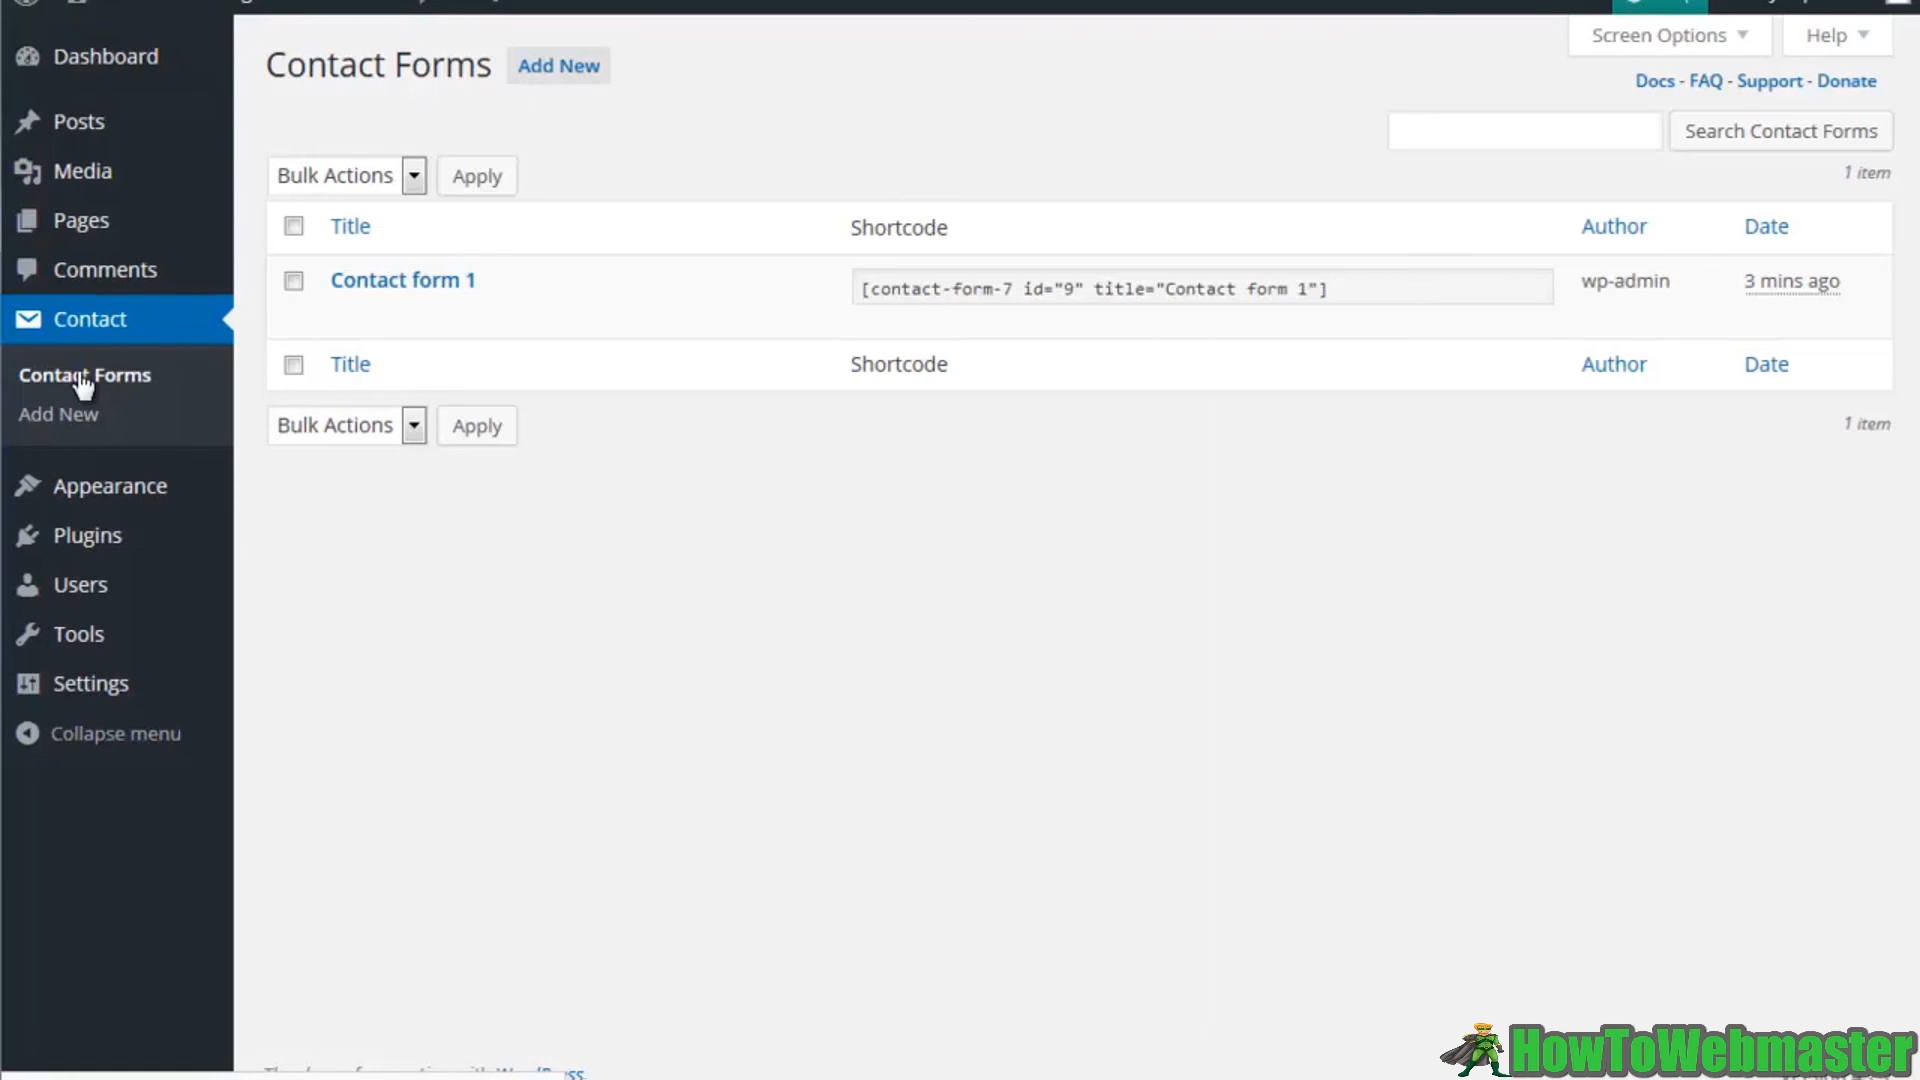 Dashboard
Posts
Media
Pages
Comments
Contact
Contact Forms
Add New
Appearance
Plugins
Users
Tools
Settings
Collapse menu
Screen Options
Help
Contact Forms
Add New
Docs - FAQ - Support - Donate
Search Contact Forms
Bulk Actions
Apply
1 item
Title
Shortcode
Author
Date
Contact form 1
[contact-form-7 id="9" title="Contact form 1"]
wp-admin
3 mins ago
Title
Shortcode
Author
Date
Bulk Actions
Apply
1 item
HowToWebmaster